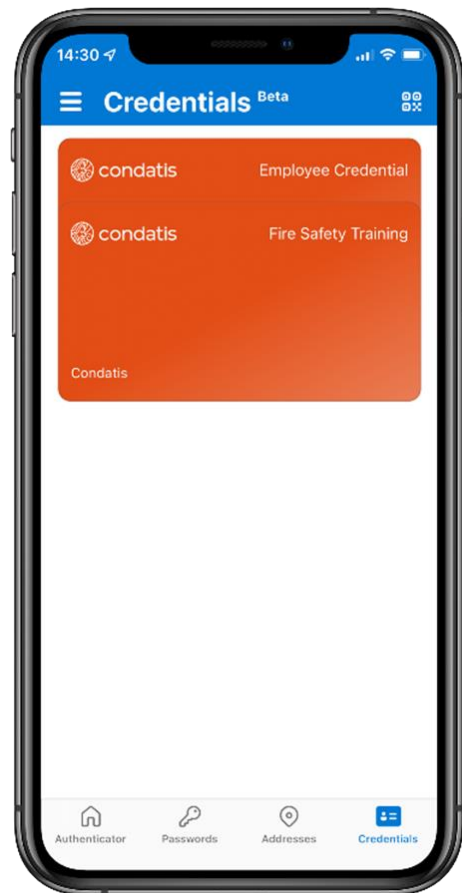 14:30
Credentials Beta
condatis Employee Credential
condatis Fire Safety Training
Condatis
Authenticator Passwords Addresses Credentials